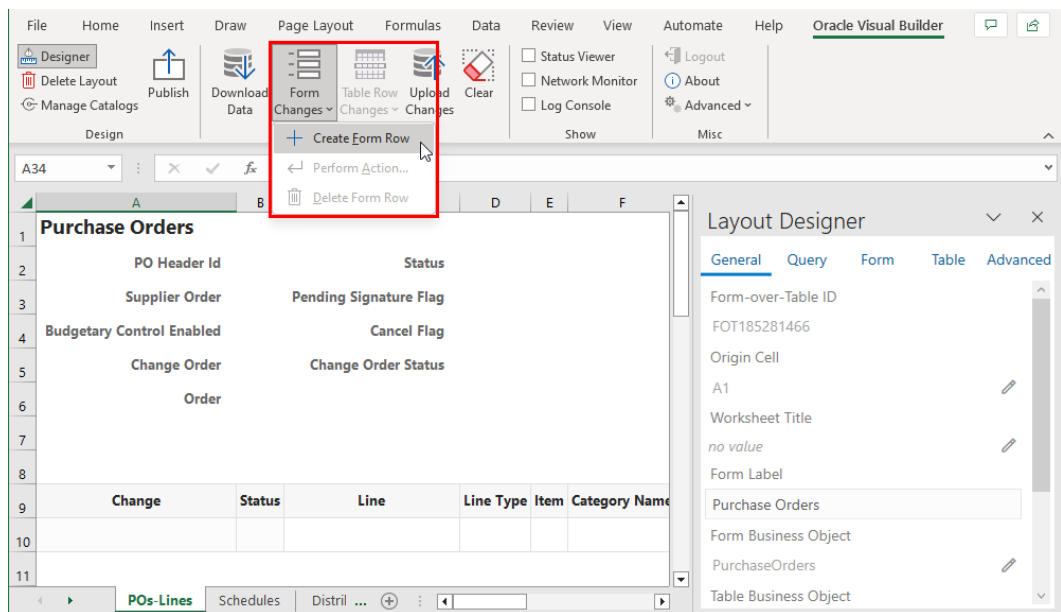 File Home Insert Draw Page Layout Formulas Data Review View Automate Help Oracle Visual Builder
Designer
Delete Layout
Manage Catalogs
Publish
Design
Download Data
Form Changes
Table Row Changes
Upload Changes
Clear
Status Viewer
Network Monitor
Log Console
Show
Logout
About
Advanced
Misc
Create Form Row
Perform Action...
Delete Form Row
A34
fx
A B D E F
1 Purchase Orders
2 PO Header Id Status
3 Supplier Order Pending Signature Flag
4 Budgetary Control Enabled Cancel Flag
5 Change Order Change Order Status
6 Order
7
8
9 Change Status Line Line Type Item Category Name
10
11
POs-Lines Schedules Distril ...
Layout Designer
General Query Form Table Advanced
Form-over-Table ID
FOT185281466
Origin Cell
A1
Worksheet Title
no value
Form Label
Purchase Orders
Form Business Object
PurchaseOrders
Table Business Object